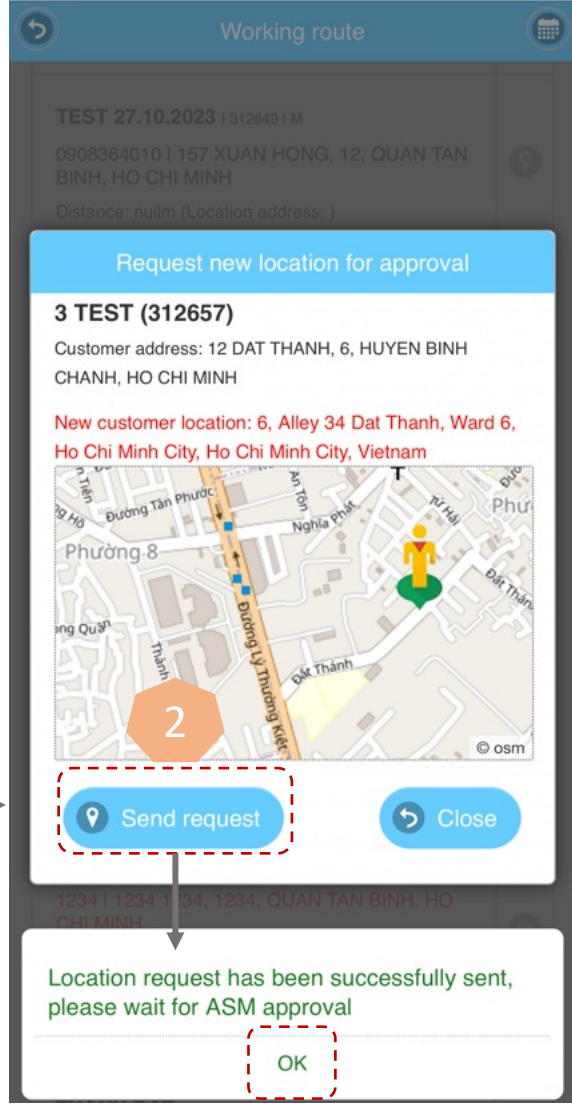 Working route
TEST 27.10.2023 | 312649 | M
0908364010 | 157 XUAN HONG, 12, QUAN TAN
BINH, HO CHI MINH
Distance: nullm (Location address: )
Request new location for approval
3 TEST (312657)
Customer address: 12 DAT THANH, 6, HUYEN BINH
CHANH, HO CHI MINH
New customer location: 6, Alley 34 Dat Thanh, Ward 6,
Ho Chi Minh City, Ho Chi Minh City, Vietnam
n Tiến
Đường Tân Phước
An Tôn
Nghĩa Phát
Tứ Hải
Phườ
Phường 8
Đất Thánh
Thành
Đường Lý Thường Kiệt
Đất Thánh
2
© osm
Send request
Close
1234 | 1234 1234, 1234, QUAN TAN BINH, HO
CHI MINH
Location request has been successfully sent,
please wait for ASM approval
OK